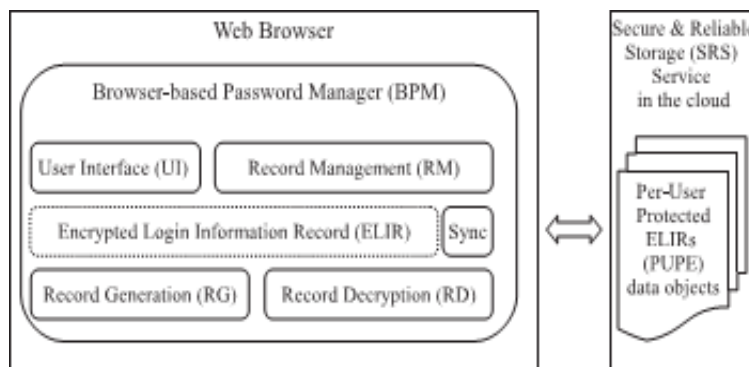 Web Browser
Browser-based Password Manager (BPM)
User Interface (UI)
Record Management (RM)
Encrypted Login Information Record (ELIR)
Sync
Record Generation (RG)
Record Decryption (RD)
Secure & Reliable
Storage (SRS)
Service
in the cloud
Per-User
Protected
ELIRs
(PUPE)
data objects